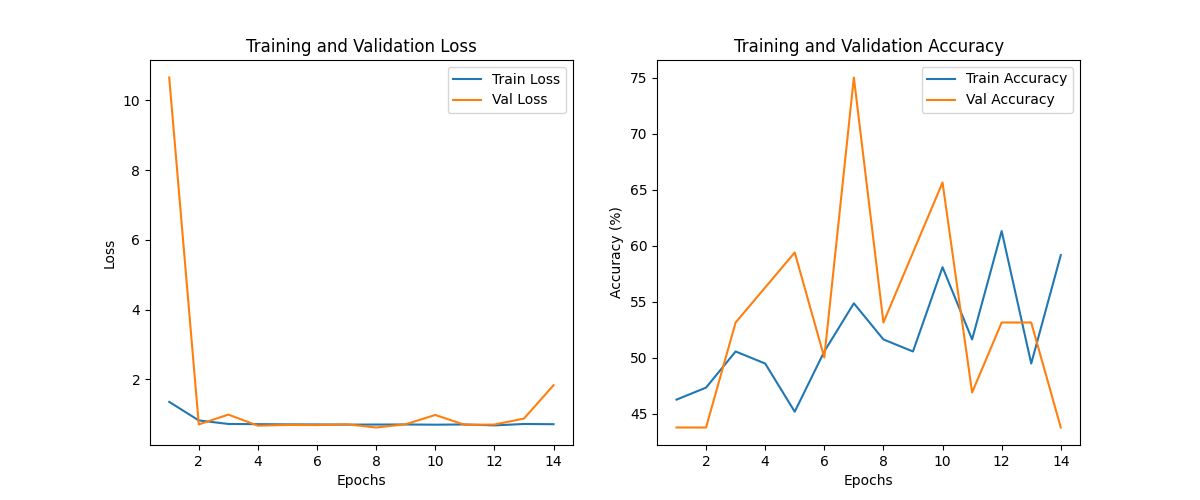 Training and Validation Loss
Train Loss
Val Loss
10
8
6
4
2
Loss
2
4
6
8
10
12
14
Epochs
Training and Validation Accuracy
Train Accuracy
Val Accuracy
75
70
65
60
55
50
45
Accuracy (%)
2
4
6
8
10
12
14
Epochs